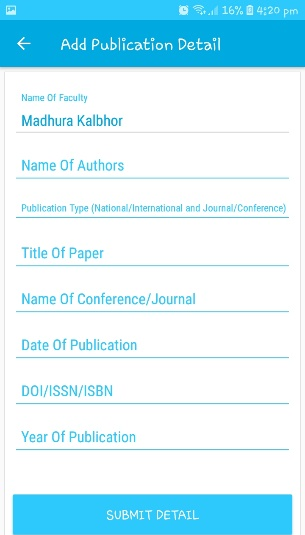 16% 4:20 pm
Add Publication Detail
Name Of Faculty
Madhura Kalbhor
Name Of Authors
Publication Type (National/International and Journal/Conference)
Title Of Paper
Name Of Conference/Journal
Date Of Publication
DOI/ISSN/ISBN
Year Of Publication
SUBMIT DETAIL